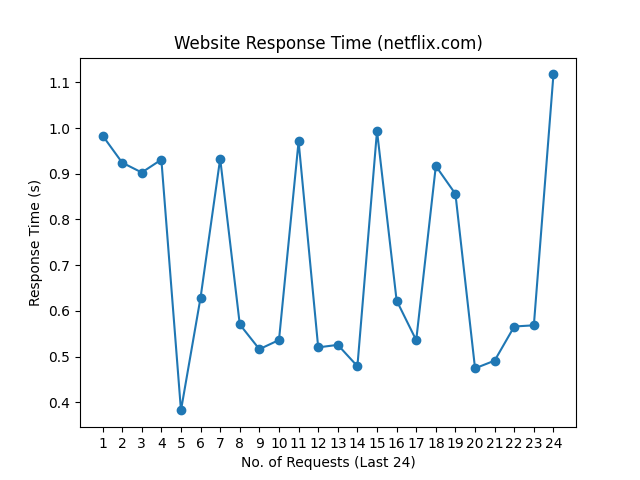 Website Response Time (netflix.com)
Response Time (s)
1.1
1.0
0.9
0.8
0.7
0.6
0.5
0.4
1 2 3 4 5 6 7 8 9 10 11 12 13 14 15 16 17 18 19 20 21 22 23 24
No. of Requests (Last 24)